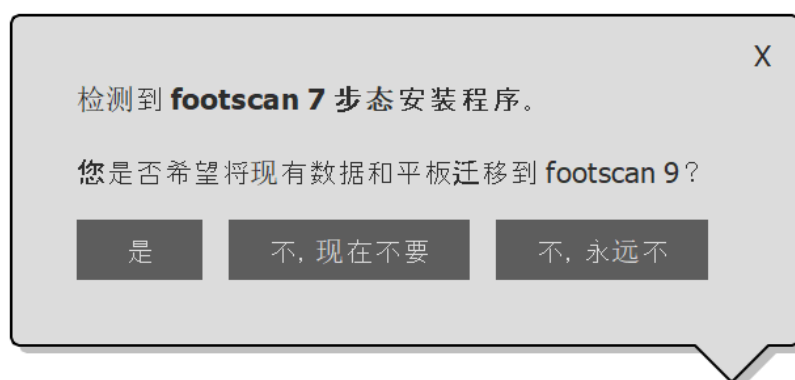 X
检测到 footscan 7 步态安装程序。
您是否希望将现有数据和平板迁移到 footscan 9？
是
不, 现在不要
不, 永远不